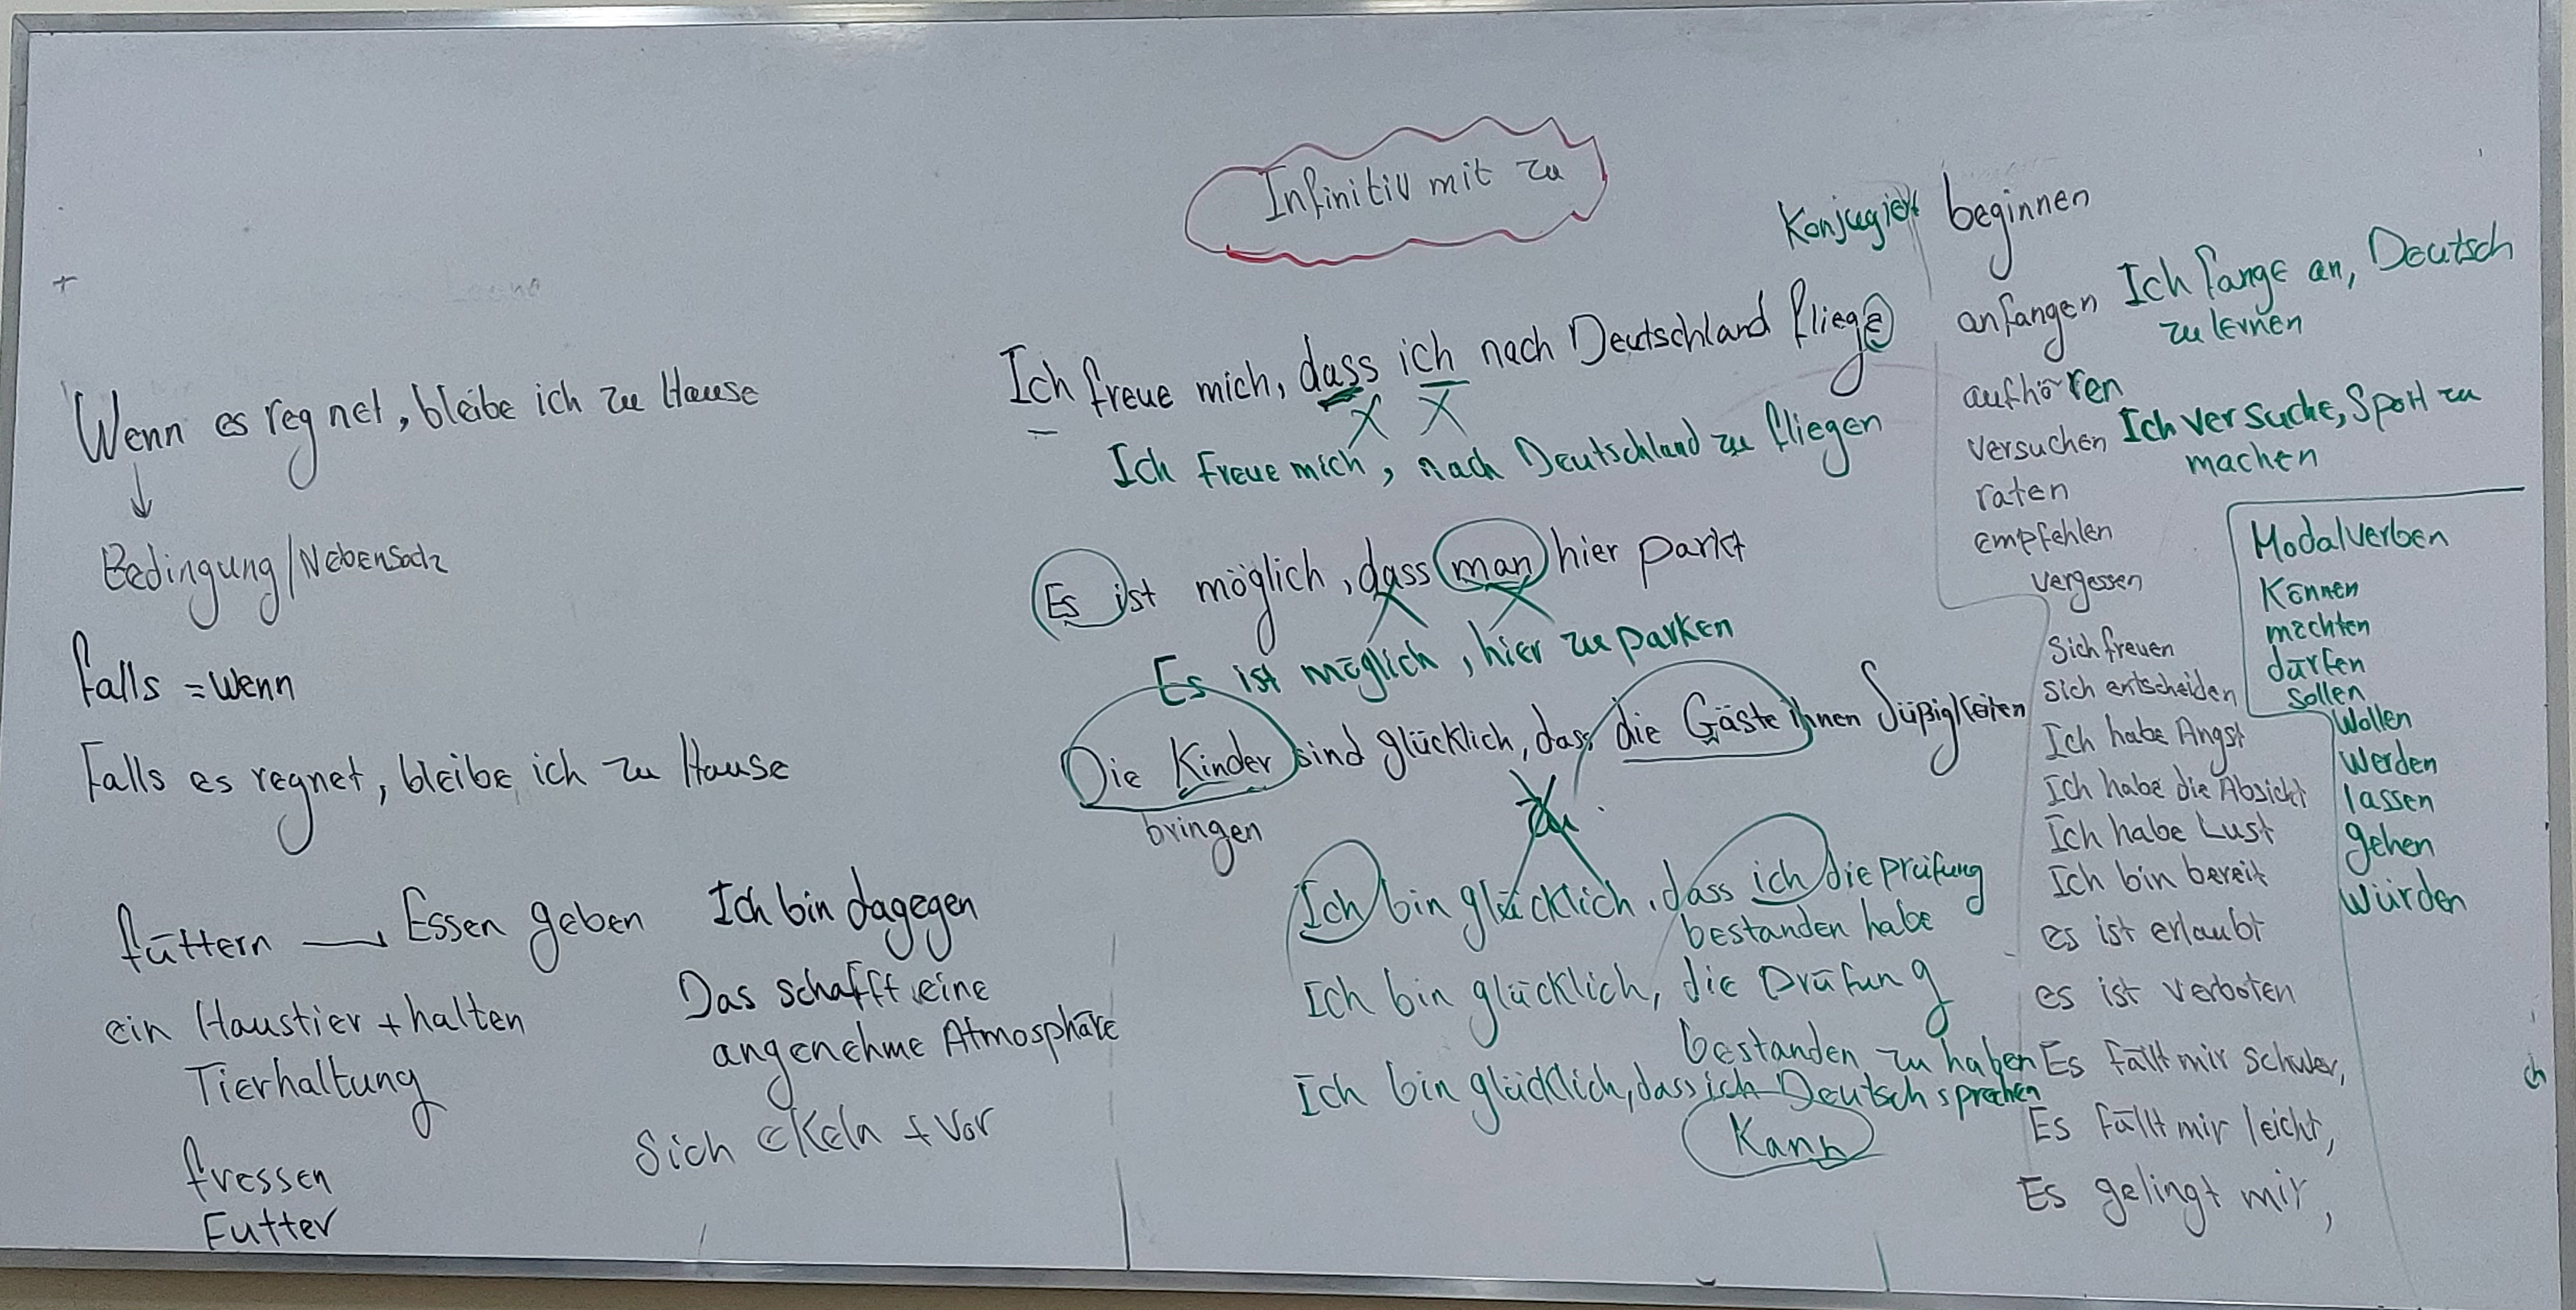 Infinitiv mit zu
Wenn es regnet, bleibe ich zu Hause
Bedingung/Nebensatz
falls = Wenn
Falls es regnet, bleibe ich zu Hause
füttern → Essen geben
ein Haustier + halten
Tierhaltung
fressen
Futter
Ich bin dagegen
Das schafft eine
angenehme Atmosphäre
Sich ekeln + vor
Konjugiert
Ich freue mich, dass ich nach Deutschland fliege
X X
Ich freue mich, nach Deutschland zu fliegen
Es ist möglich, dass man hier parkt
Es ist möglich, hier zu parken
Die Kinder sind glücklich, dass die Gäste ihnen Süßigkeiten
bringen
zu
Ich bin glücklich, dass ich die Prüfung
bestanden habe
Ich bin glücklich, die Prüfung
bestanden zu haben
Ich bin glücklich, dass ich Deutsch sprechen
Kann
beginnen
anfangen Ich fange an, Deutsch
zu lernen
aufhören
versuchen Ich versuche, Sport zu
machen
raten
empfehlen
vergessen
Sich freuen
sich entscheiden
Ich habe Angst
Ich habe die Absicht
Ich habe Lust
Ich bin bereit
es ist erlaubt
es ist verboten
Es fällt mir schwer,
Es fällt mir leicht,
Es gelingt mir,
Modalverben
Können
möchten
dürfen
sollen
Wollen
Werden
lassen
gehen
würden
ch